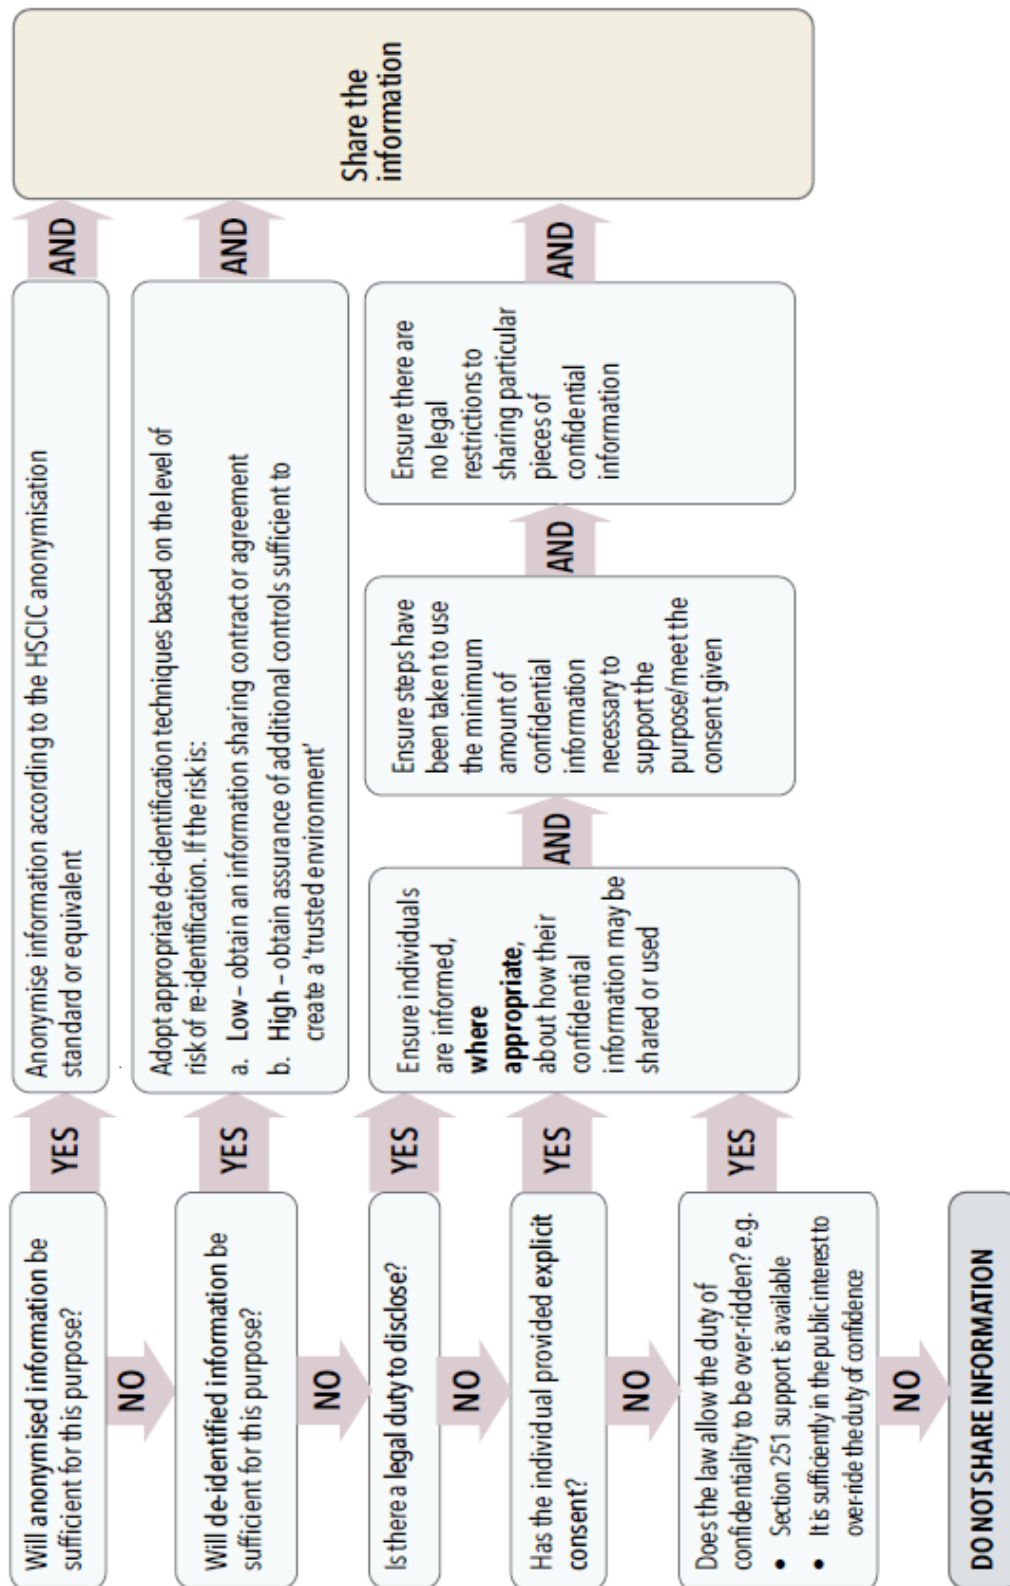 Will anonymised information be
sufficient for this purpose?
YES
Anonymise information according to the HSCIC anonymisation
standard or equivalent
AND
Share the
information
NO
Will de-identified information be
sufficient for this purpose?
YES
Adopt appropriate de-identification techniques based on the level of
risk of re-identification. If the risk is:
a. Low – obtain an information sharing contract or agreement
b. High – obtain assurance of additional controls sufficient to
create a 'trusted environment'
AND
NO
Is there a legal duty to disclose?
YES
NO
Has the individual provided explicit
consent?
YES
NO
Does the law allow the duty of
confidentiality to be over-ridden? e.g.
• Section 251 support is available
• It is sufficiently in the public interest to
over-ride the duty of confidence
YES
Ensure individuals
are informed,
where
appropriate,
about how their
confidential
information may be
shared or used
AND
Ensure steps have
been taken to use
the minimum
amount of
confidential
information
necessary to
support the
purpose/meet the
consent given
AND
Ensure there are
no legal
restrictions to
sharing particular
pieces of
confidential
information
AND
NO
DO NOT SHARE INFORMATION